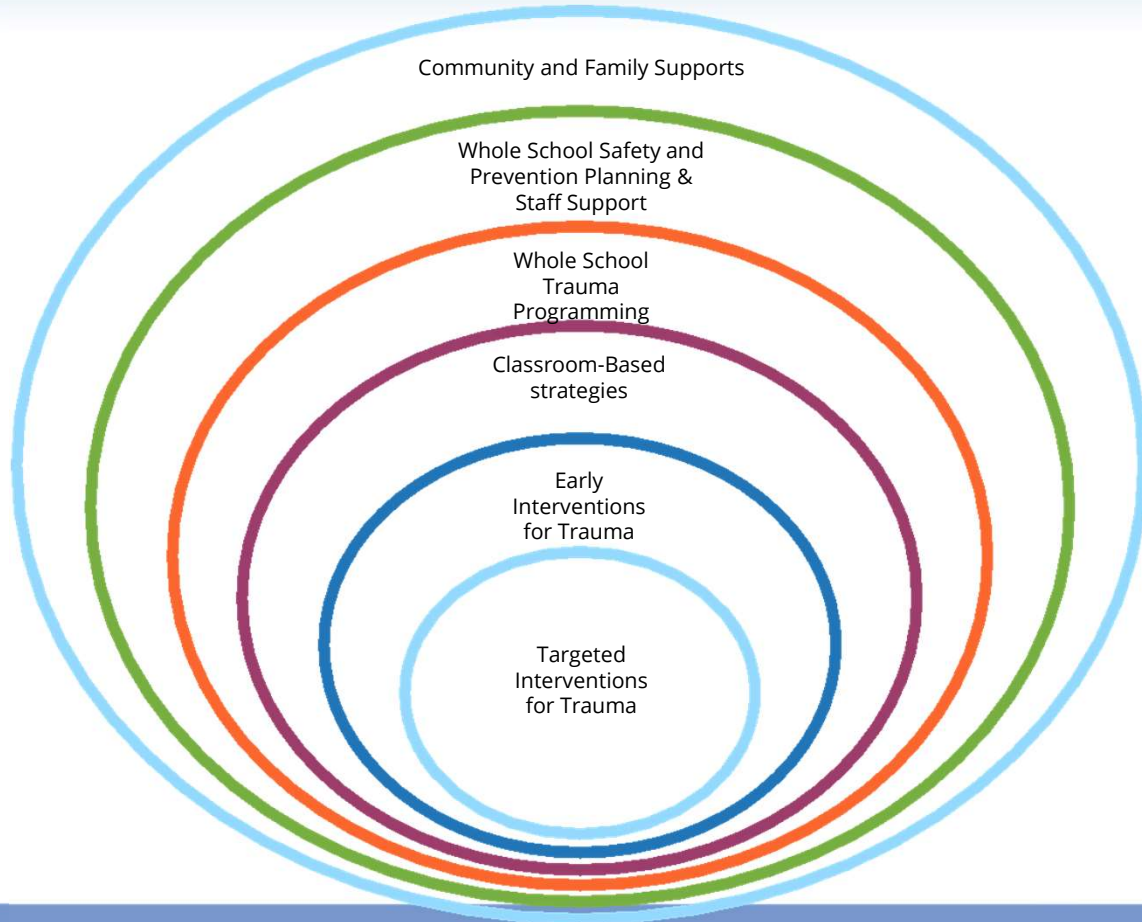 Community and Family Supports
Whole School Safety and
Prevention Planning &
Staff Support
Whole School
Trauma
Programming
Classroom-Based
strategies
Early
Interventions
for Trauma
Targeted
Interventions
for Trauma